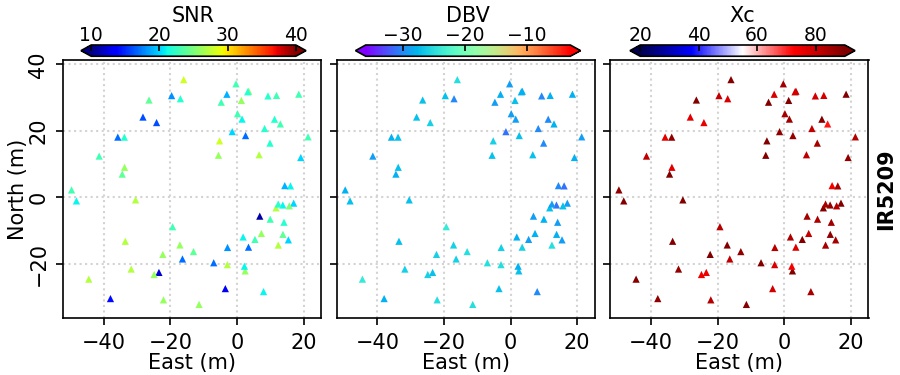 SNR DBV Xc
10 20 30 40 −30 −20 −10 20 40 60 80
40
20
0
−20
North (m)
−40 −20 0 20 −40 −20 0 20 −40 −20 0 20
East (m) East (m) East (m)
IR5209